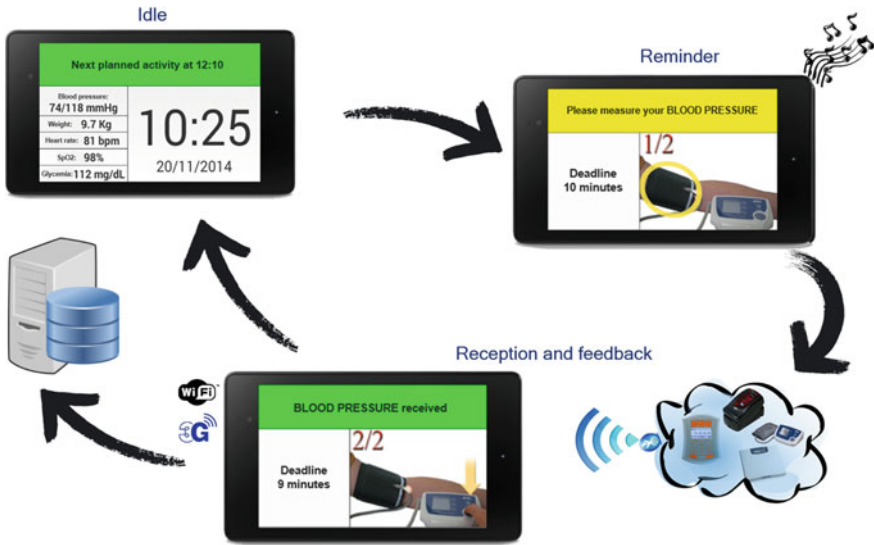 Idle
Next planned activity at 12:10
Blood pressure:
74/118 mmHg
Weight: 9.7 Kg
Heart rate: 81 bpm
SpO2: 98%
Glycemia: 112 mg/dL
10:25
20/11/2014
Reminder
Please measure your BLOOD PRESSURE
Deadline
10 minutes
1/2
Reception and feedback
BLOOD PRESSURE received
Deadline
9 minutes
2/2
WiFi
3G